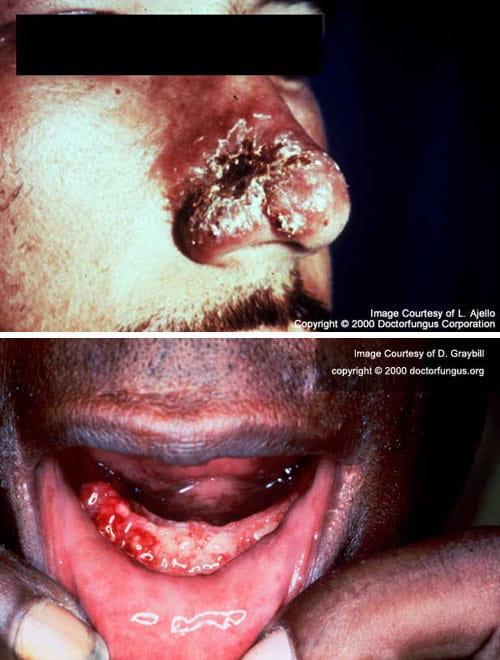 Image Courtesy of L. Ajello
Copyright © 2000 Doctorfungus Corporation
Image Courtesy of D. Graybill
copyright © 2000 doctorfungus.org